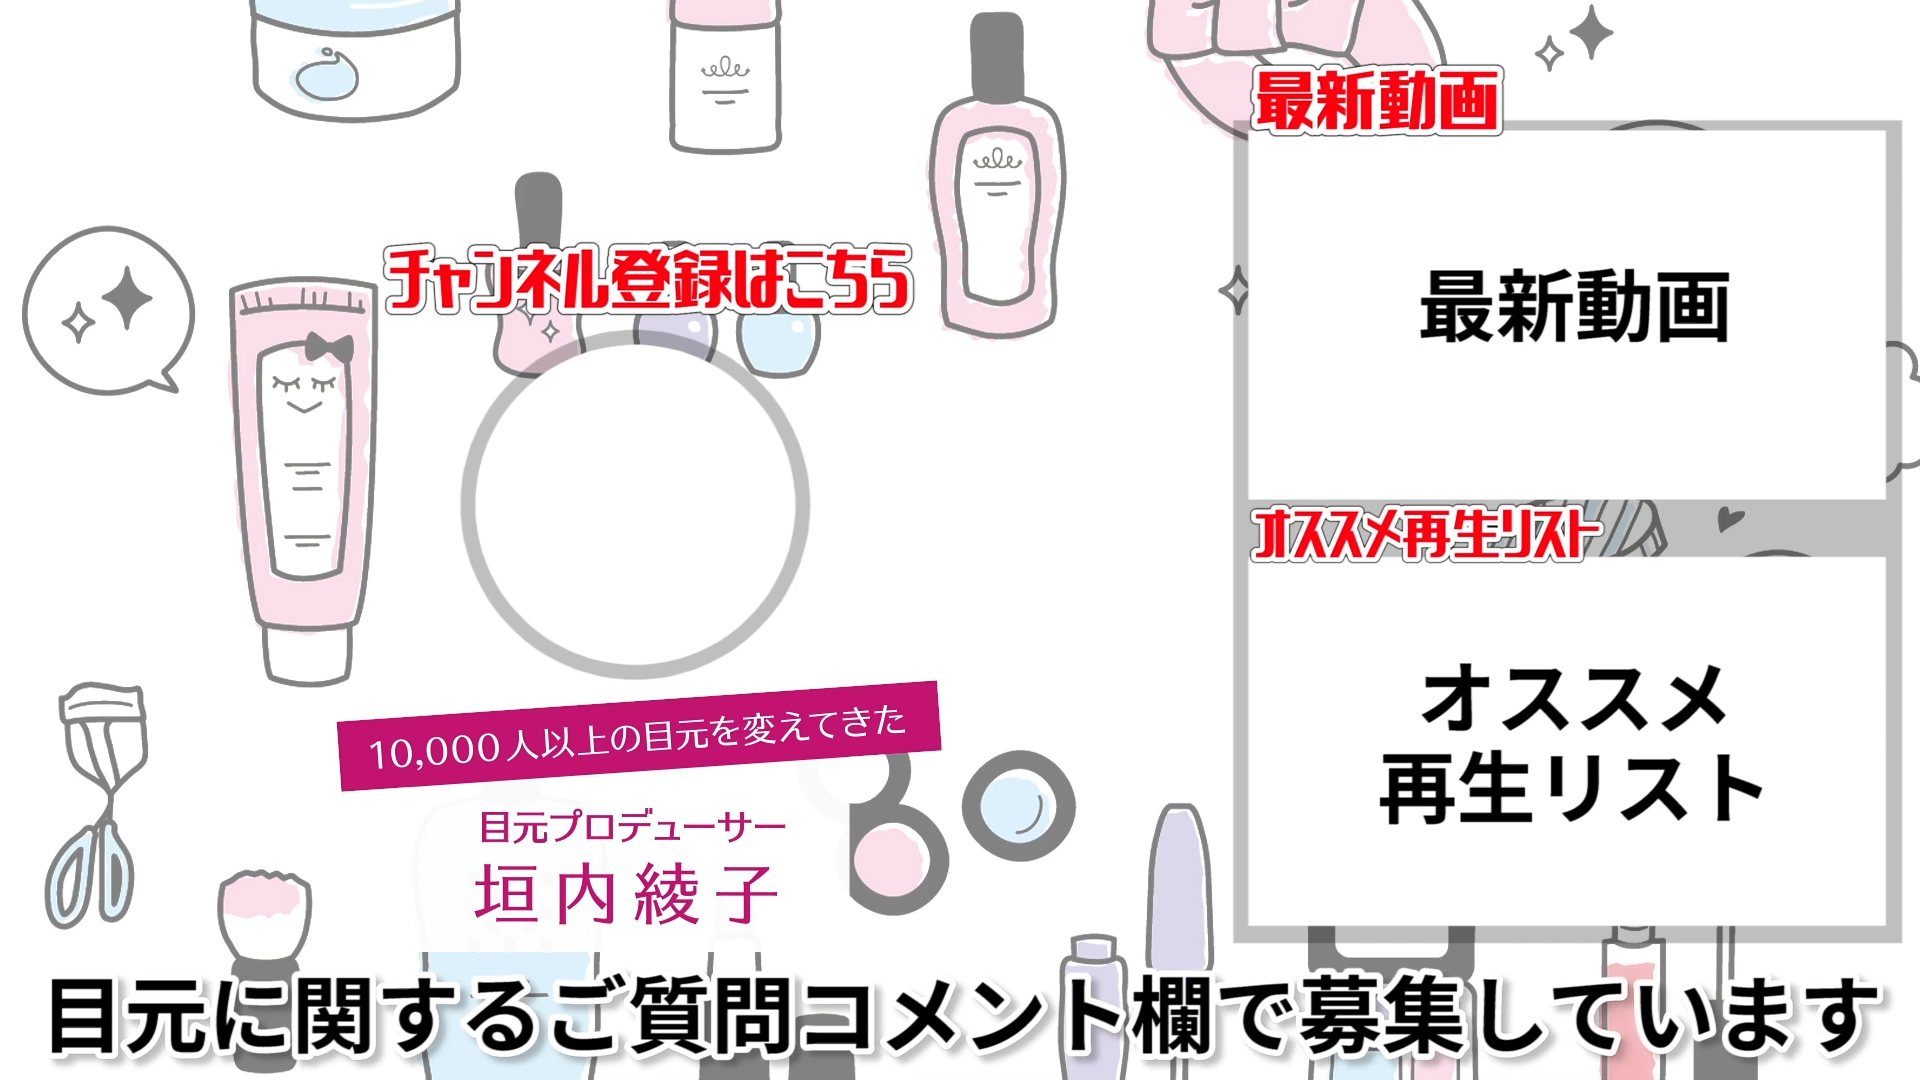 最新動画
チャンネル登録はこちら
最新動画
オススメ再生リスト
オススメ
再生リスト
10,000人以上の目元を変えてきた
目元プロデューサー
垣内綾子
目元に関するご質問コメント欄で募集しています